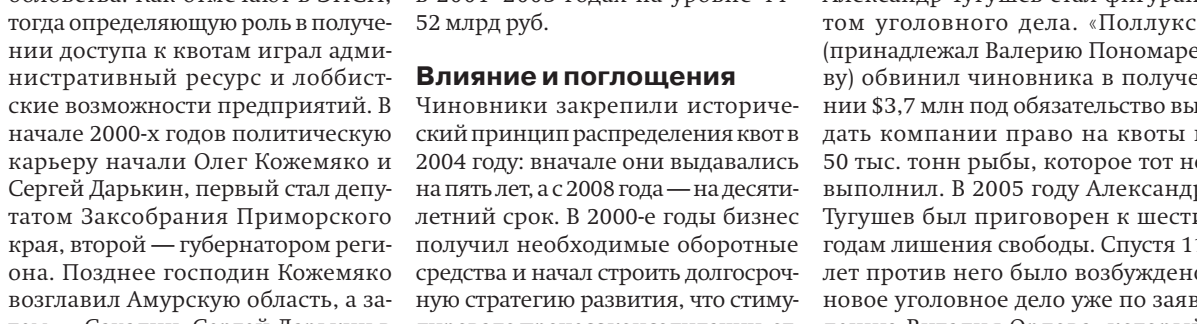 тогда определяющую роль в получе-
нии доступа к квотам играл адми-
нистративный ресурс и лоббист-
ские возможности предприятий. В
начале 2000-х годов политическую
карьеру начали Олег Кожемяко и
Сергей Дарькин, первый стал депу-
татом Заксобрания Приморского
края, второй — губернатором реги-
она. Позднее господин Кожемяко
возглавил Амурскую область, а за-
52 млрд руб.
Влияние и поглощения
Чиновники закрепили историче-
ский принцип распределения квот в
2004 году: вначале они выдавались
на пять лет, а с 2008 года — на десяти-
летний срок. В 2000-е годы бизнес
получил необходимые оборотные
средства и начал строить долгосроч-
ную стратегию развития, что стиму-
том уголовного дела. «Поллукс»
(принадлежал Валерию Пономаре-
ву) обвинил чиновника в получе-
нии $3,7 млн под обязательство вы-
дать компании право на квоты
50 тыс. тонн рыбы, которое тот не
выполнил. В 2005 году Александр
Тугушев был приговорен к шести
годам лишения свободы. Спустя 11
лет против него было возбуждено
новое уголовное дело уже по заяв-